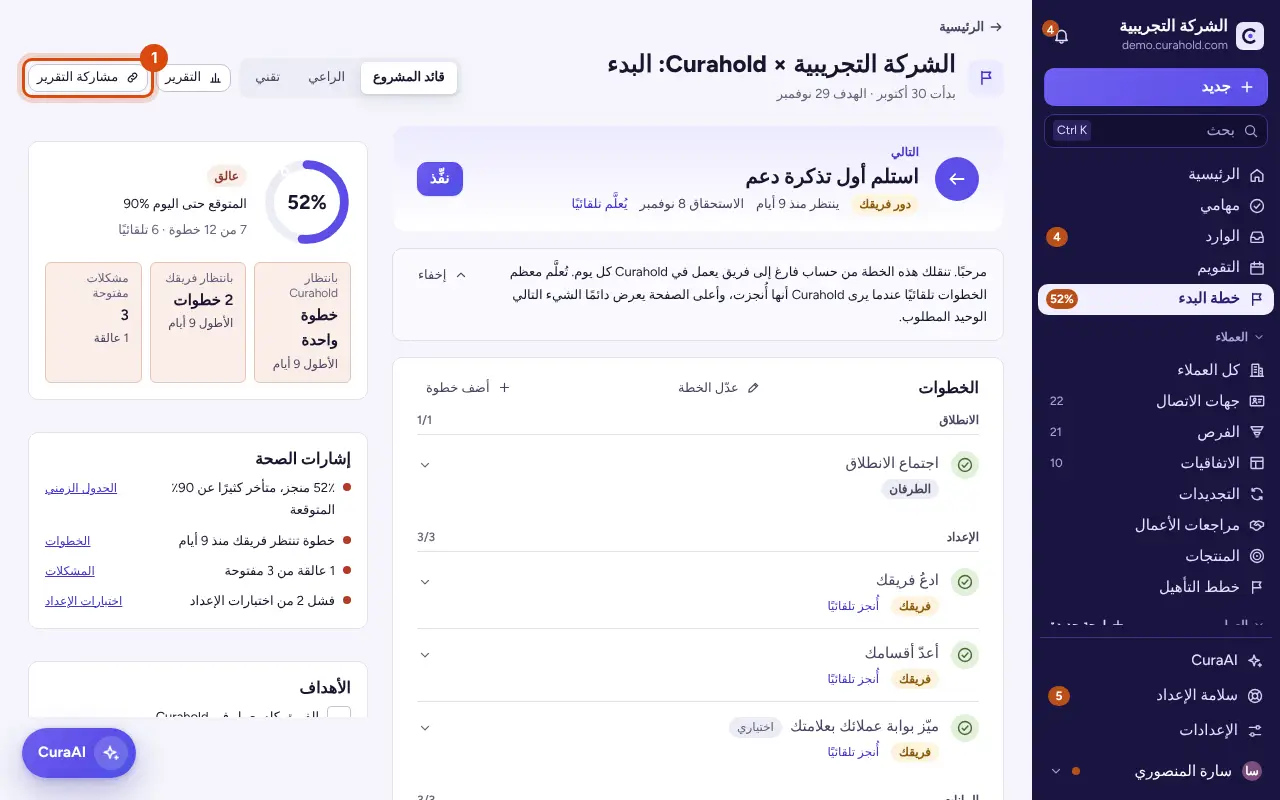 الشركة التجريبية
demo.curahold.com
4
جديد
بحث
Ctrl K
الرئيسية
مهامي
الوارد
4
التقويم
خطة البدء
52%
العملاء
كل العملاء
جهات الاتصال
22
الفرص
21
الاتفاقيات
10
التجديدات
مراجعات الأعمال
المنتجات
خطط التأهيل
CuraAI
سلامة الإعداد
5
الإعدادات
سارة المنصوري
سا
الرئيسية
الشركة التجريبية × Curahold: البدء
بدأت 30 أكتوبر · الهدف 29 نوفمبر
قائد المشروع
الراعي
تقني
التقرير
مشاركة التقرير
1
التالي
استلم أول تذكرة دعم
دور فريقك
ينتظر منذ 9 أيام
الاستحقاق 8 نوفمبر
يُعلَّم تلقائيًا
نفِّذ
مرحبًا. تنقلك هذه الخطة من حساب فارغ إلى فريق يعمل في Curahold كل يوم. تُعلَّم معظم
الخطوات تلقائيًا عندما يرى Curahold أنها أُنجزت، وأعلى الصفحة يعرض دائمًا الشيء التالي
الوحيد المطلوب.
إخفاء
الخطوات
عدّل الخطة
أضف خطوة
الانطلاق
1/1
اجتماع الانطلاق
الطرفان
الإعداد
3/3
ادعُ فريقك
فريقك
أُنجز تلقائيًا
أعدّ أقسامك
فريقك
أُنجز تلقائيًا
ميّز بوابة عملائك بعلامتك
اختياري
فريقك
أُنجز تلقائيًا
52%
عالق
المتوقع حتى اليوم 90%
7 من 12 خطوة · 6 تلقائيًا
بانتظار
Curahold
خطوة
واحدة
الأطول 9 أيام
بانتظار فريقك
2 خطوات
الأطول 9 أيام
مشكلات
مفتوحة
3
1 عالقة
إشارات الصحة
52٪ منجز، متأخر كثيرًا عن 90٪
المتوقعة
الجدول الزمني
خطوة تنتظر فريقك منذ 9 أيام
الخطوات
1 عالقة من 3 مفتوحة
المشكلات
فشل 2 من اختبارات الإعداد
اختبارات الإعداد
الأهداف
CuraAI